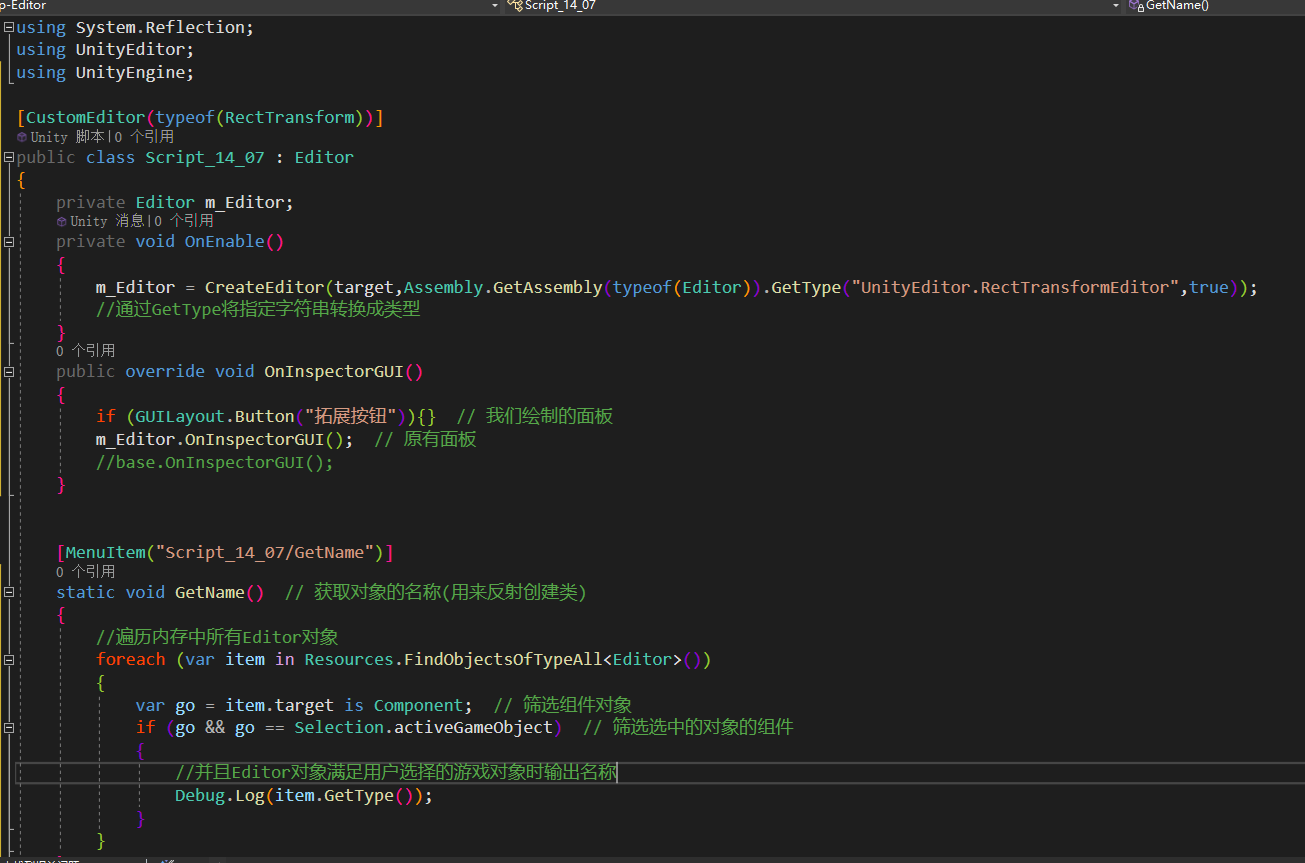 p-Editor Script_14_07 GetName()
using System.Reflection;
using UnityEditor;
using UnityEngine;
[CustomEditor(typeof(RectTransform))]
Unity 脚本|0 个引用
public class Script_14_07 : Editor
{
private Editor m_Editor;
Unity 消息|0 个引用
private void OnEnable()
{
m_Editor = CreateEditor(target,Assembly.GetAssembly(typeof(Editor)).GetType("UnityEditor.RectTransformEditor",true));
//通过GetType将指定字符串转换成类型
}
0 个引用
public override void OnInspectorGUI()
{
if (GUILayout.Button("拓展按钮")){} // 我们绘制的面板
m_Editor.OnInspectorGUI(); // 原有面板
//base.OnInspectorGUI();
}
[MenuItem("Script_14_07/GetName")]
0 个引用
static void GetName() // 获取对象的名称(用来反射创建类)
{
//遍历内存中所有Editor对象
foreach (var item in Resources.FindObjectsOfTypeAll<Editor>())
{
var go = item.target is Component; // 筛选组件对象
if (go && go == Selection.activeGameObject) // 筛选选中的对象的组件
{
//并且Editor对象满足用户选择的游戏对象时输出名称
Debug.Log(item.GetType());
}
}